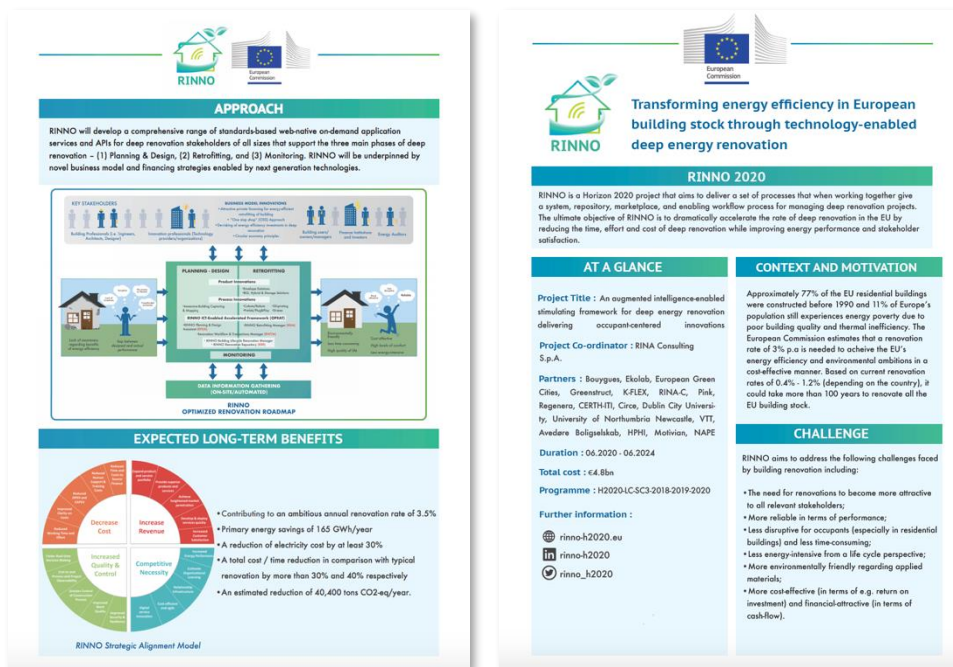 RINNO
European
Commission
APPROACH
RINNO will develop a comprehensive range of standards-based web-native on-demand application
services and APIs for deep renovation stakeholders of all sizes that support the three main phases of deep
renovation – (1) Planning & Design, (2) Retrofitting, and (3) Monitoring. RINNO will be underpinned by
novel business model and financing strategies enabled by next generation technologies.
KEY STAKEHOLDERS
BUSINESS MODEL INNOVATIONS
PLANNING - DESIGN
RETROFITTING
Product Innovations
Process Innovations
MONITORING
DATA INFORMATION GATHERING
(ON-SITE/AUTOMATED)
RINNO
OPTIMIZED RENOVATION ROADMAP
EXPECTED LONG-TERM BENEFITS
Decrease
Cost
Increase
Revenue
Increased
Quality &
Control
Competitive
Necessity
• Contributing to an ambitious annual renovation rate of 3.5%
• Primary energy savings of 165 GWh/year
• A reduction of electricity cost by at least 30%
• A total cost / time reduction in comparison with typical
renovation by more than 30% and 40% respectively
• An estimated reduction of 40,400 tons CO2-eq/year.
RINNO Strategic Alignment Model
European
Commission
RINNO
Transforming energy efficiency in European
building stock through technology-enabled
deep energy renovation
RINNO 2020
RINNO is a Horizon 2020 project that aims to deliver a set of processes that when working together give
a system, repository, marketplace, and enabling workflow process for managing deep renovation projects.
The ultimate objective of RINNO is to dramatically accelerate the rate of deep renovation in the EU by
reducing the time, effort and cost of deep renovation while improving energy performance and stakeholder
satisfaction.
AT A GLANCE
Project Title : An augmented intelligence-enabled
stimulating framework for deep energy renovation
delivering occupant-centered innovations
Project Co-ordinator : RINA Consulting
S.p.A.
Partners : Bouygues, Ekolab, European Green
Cities, Greenstruct, K-FLEX, RINA-C, Pink,
Regenera, CERTH-ITI, Circe, Dublin City Universi-
ty, University of Northumbria Newcastle, VTT,
Avedøre Boligselskab, HPHI, Motivian, NAPE
Duration : 06.2020 - 06.2024
Total cost : €4.8bn
Programme : H2020-LC-SC3-2018-2019-2020
Further information :
rinno-h2020.eu
in rinno-h2020
rinno_h2020
CONTEXT AND MOTIVATION
Approximately 77% of the EU residential buildings
were constructed before 1990 and 11% of Europe's
population still experiences energy poverty due to
poor building quality and thermal inefficiency. The
European Commission estimates that a renovation
rate of 3% p.a is needed to acheive the EU's
energy efficiency and environmental ambitions in a
cost-effective manner. Based on current renovation
rates of 0.4% - 1.2% (depending on the country), it
could take more than 100 years to renovate all the
EU building stock.
CHALLENGE
RINNO aims to address the following challenges faced
by building renovation including:
• The need for renovations to become more attractive
to all relevant stakeholders;
• More reliable in terms of performance;
• Less disruptive for occupants (especially in residential
buildings) and less time-consuming;
• Less energy-intensive from a life cycle perspective;
• More environmentally friendly regarding applied
materials;
• More cost-effective (in terms of e.g. return on
investment) and financial-attractive (in terms of
cash-flow).